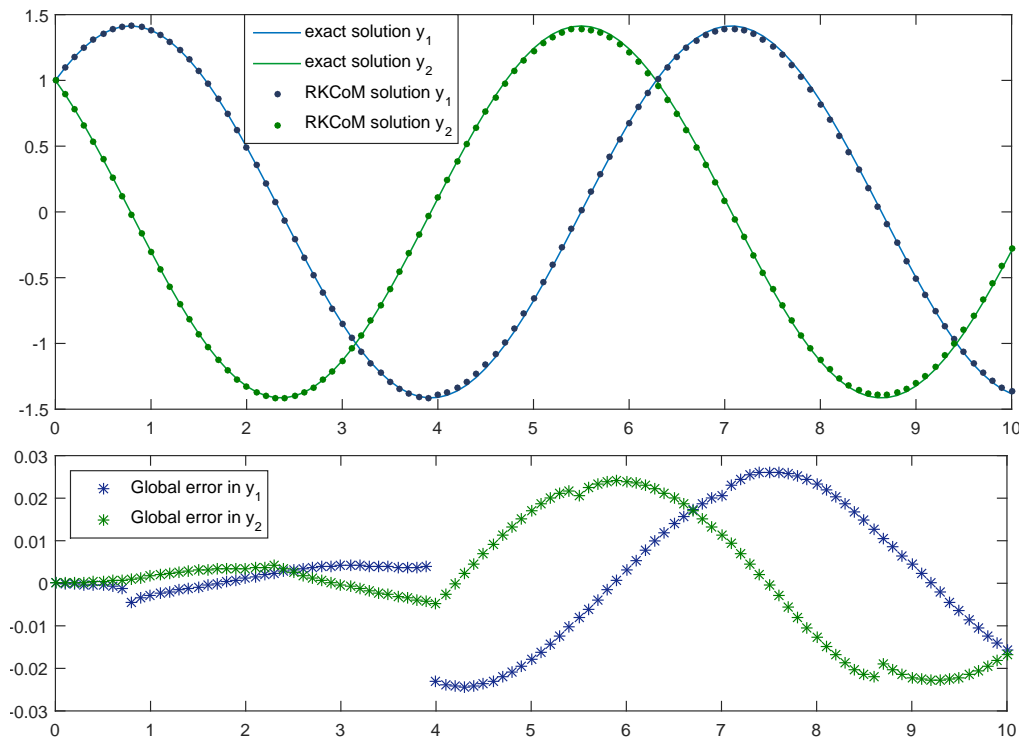 1.5
1
0.5
0
-0.5
-1
-1.5
exact solution y₁
exact solution y₂
RKCoM solution y₁
RKCoM solution y₂
0 1 2 3 4 5 6 7 8 9 10
0.03
0.02
0.01
0
-0.01
-0.02
-0.03
Global error in y₁
Global error in y₂
0 1 2 3 4 5 6 7 8 9 10